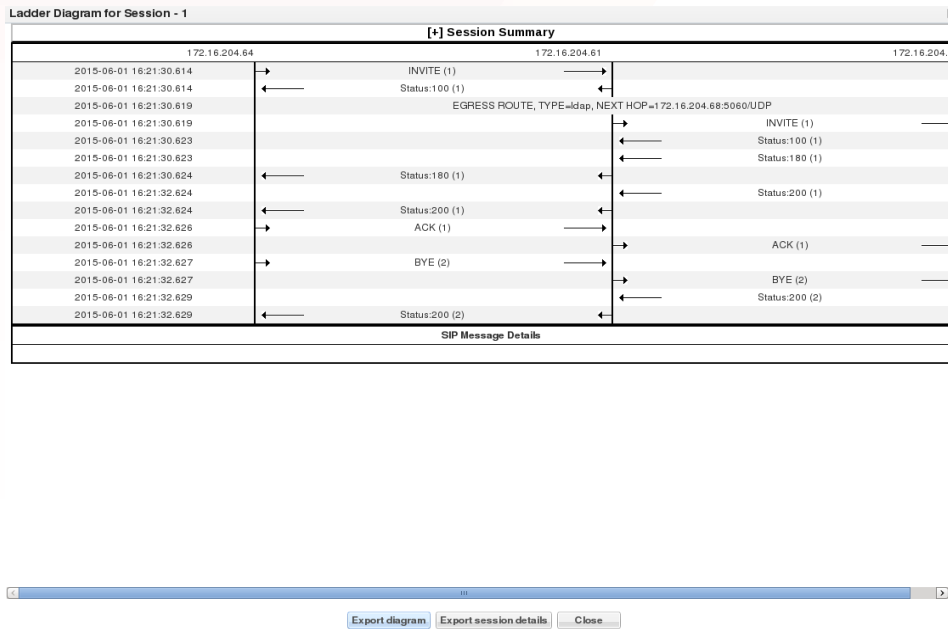 Ladder Diagram for Session - 1
[+] Session Summary
172.16.204.64 172.16.204.61 172.16.204.
2015-06-01 16:21:30.614 INVITE (1)
2015-06-01 16:21:30.614 Status:100 (1)
2015-06-01 16:21:30.619 EGRESS ROUTE, TYPE=ldap, NEXT HOP=172.16.204.68:5060/UDP
2015-06-01 16:21:30.619 INVITE (1)
2015-06-01 16:21:30.623 Status:100 (1)
2015-06-01 16:21:30.623 Status:180 (1)
2015-06-01 16:21:30.624 Status:180 (1)
2015-06-01 16:21:32.624 Status:200 (1)
2015-06-01 16:21:32.624 Status:200 (1)
2015-06-01 16:21:32.626 ACK (1)
2015-06-01 16:21:32.626 ACK (1)
2015-06-01 16:21:32.627 BYE (2)
2015-06-01 16:21:32.627 BYE (2)
2015-06-01 16:21:32.629 Status:200 (2)
2015-06-01 16:21:32.629 Status:200 (2)
SIP Message Details
Export diagram Export session details Close